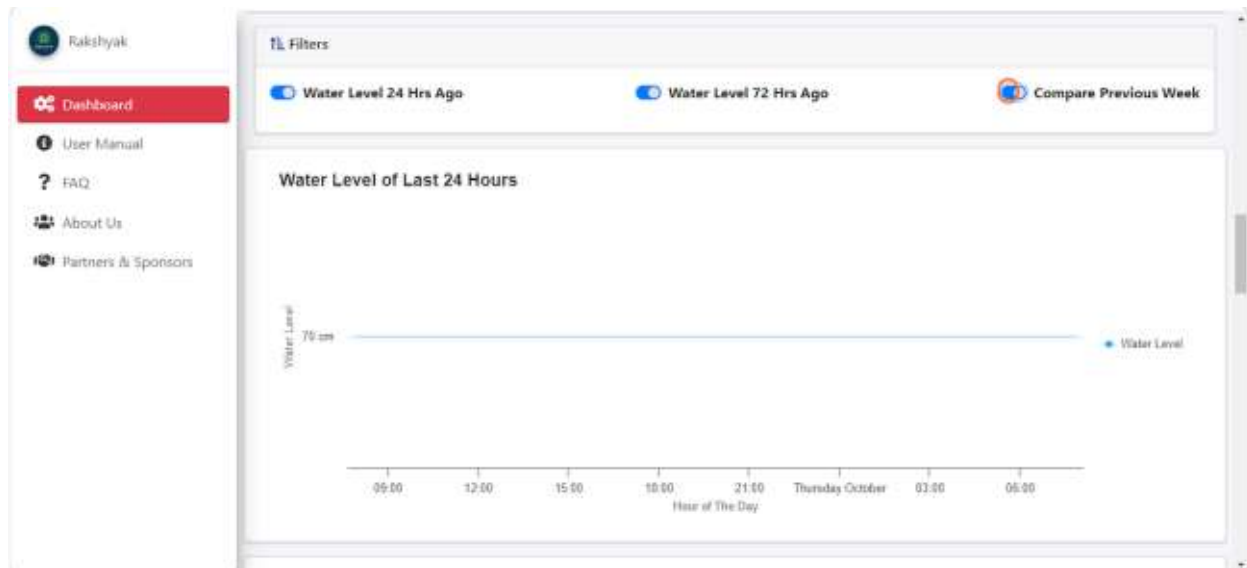 Rakshyak
Dashboard
User Manual
FAQ
About Us
Partners & Sponsors
Filters
Water Level 24 Hrs Ago
Water Level 72 Hrs Ago
Compare Previous Week
Water Level of Last 24 Hours
Water Level
70 cm
Water Level
09:00 12:00 15:00 18:00 21:00 Thursday October 03:00 06:00
Hour of The Day